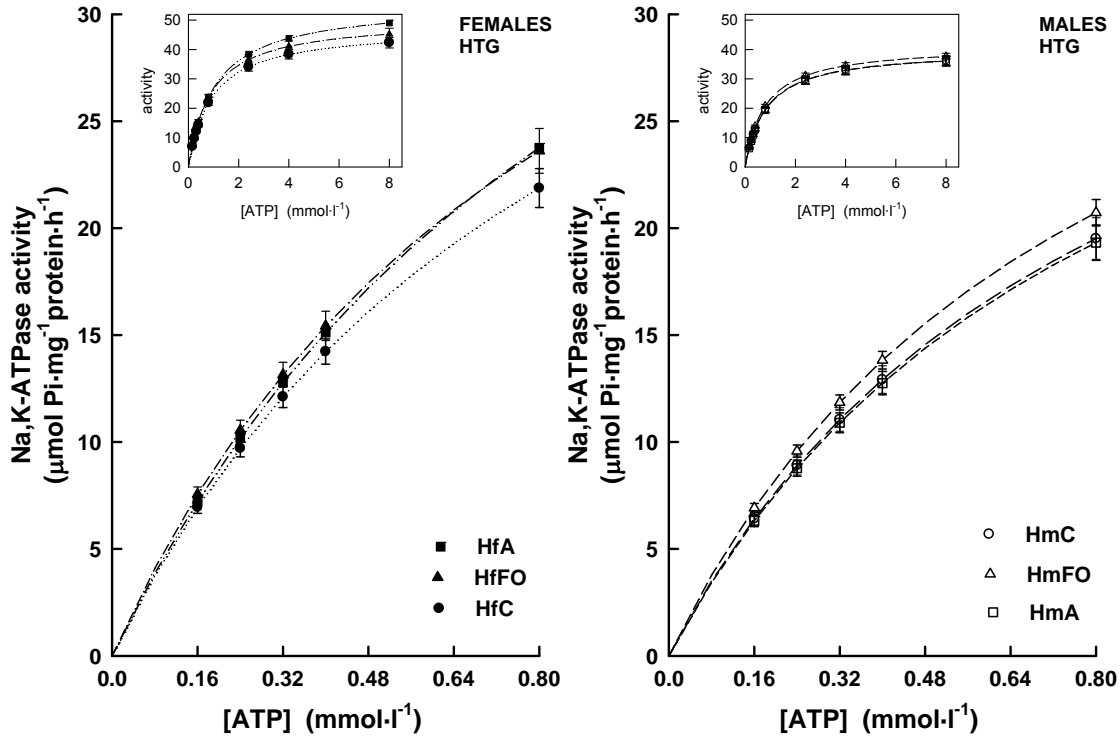 FEMALES
HTG
50
40
30
20
10
0
activity
0 2 4 6 8
[ATP] (mmol·l⁻¹)
30
25
20
15
10
5
0
Na,K-ATPase activity
(μmol Pi·mg⁻¹protein·h⁻¹)
HfA
HfFO
HfC
0.0 0.16 0.32 0.48 0.64 0.80
[ATP] (mmol·l⁻¹)
MALES
HTG
50
40
30
20
10
0
activity
0 2 4 6 8
[ATP] (mmol·l⁻¹)
30
25
20
15
10
5
0
Na,K-ATPase activity
(μmol Pi·mg⁻¹protein·h⁻¹)
HmC
HmFO
HmA
0.0 0.16 0.32 0.48 0.64 0.80
[ATP] (mmol·l⁻¹)